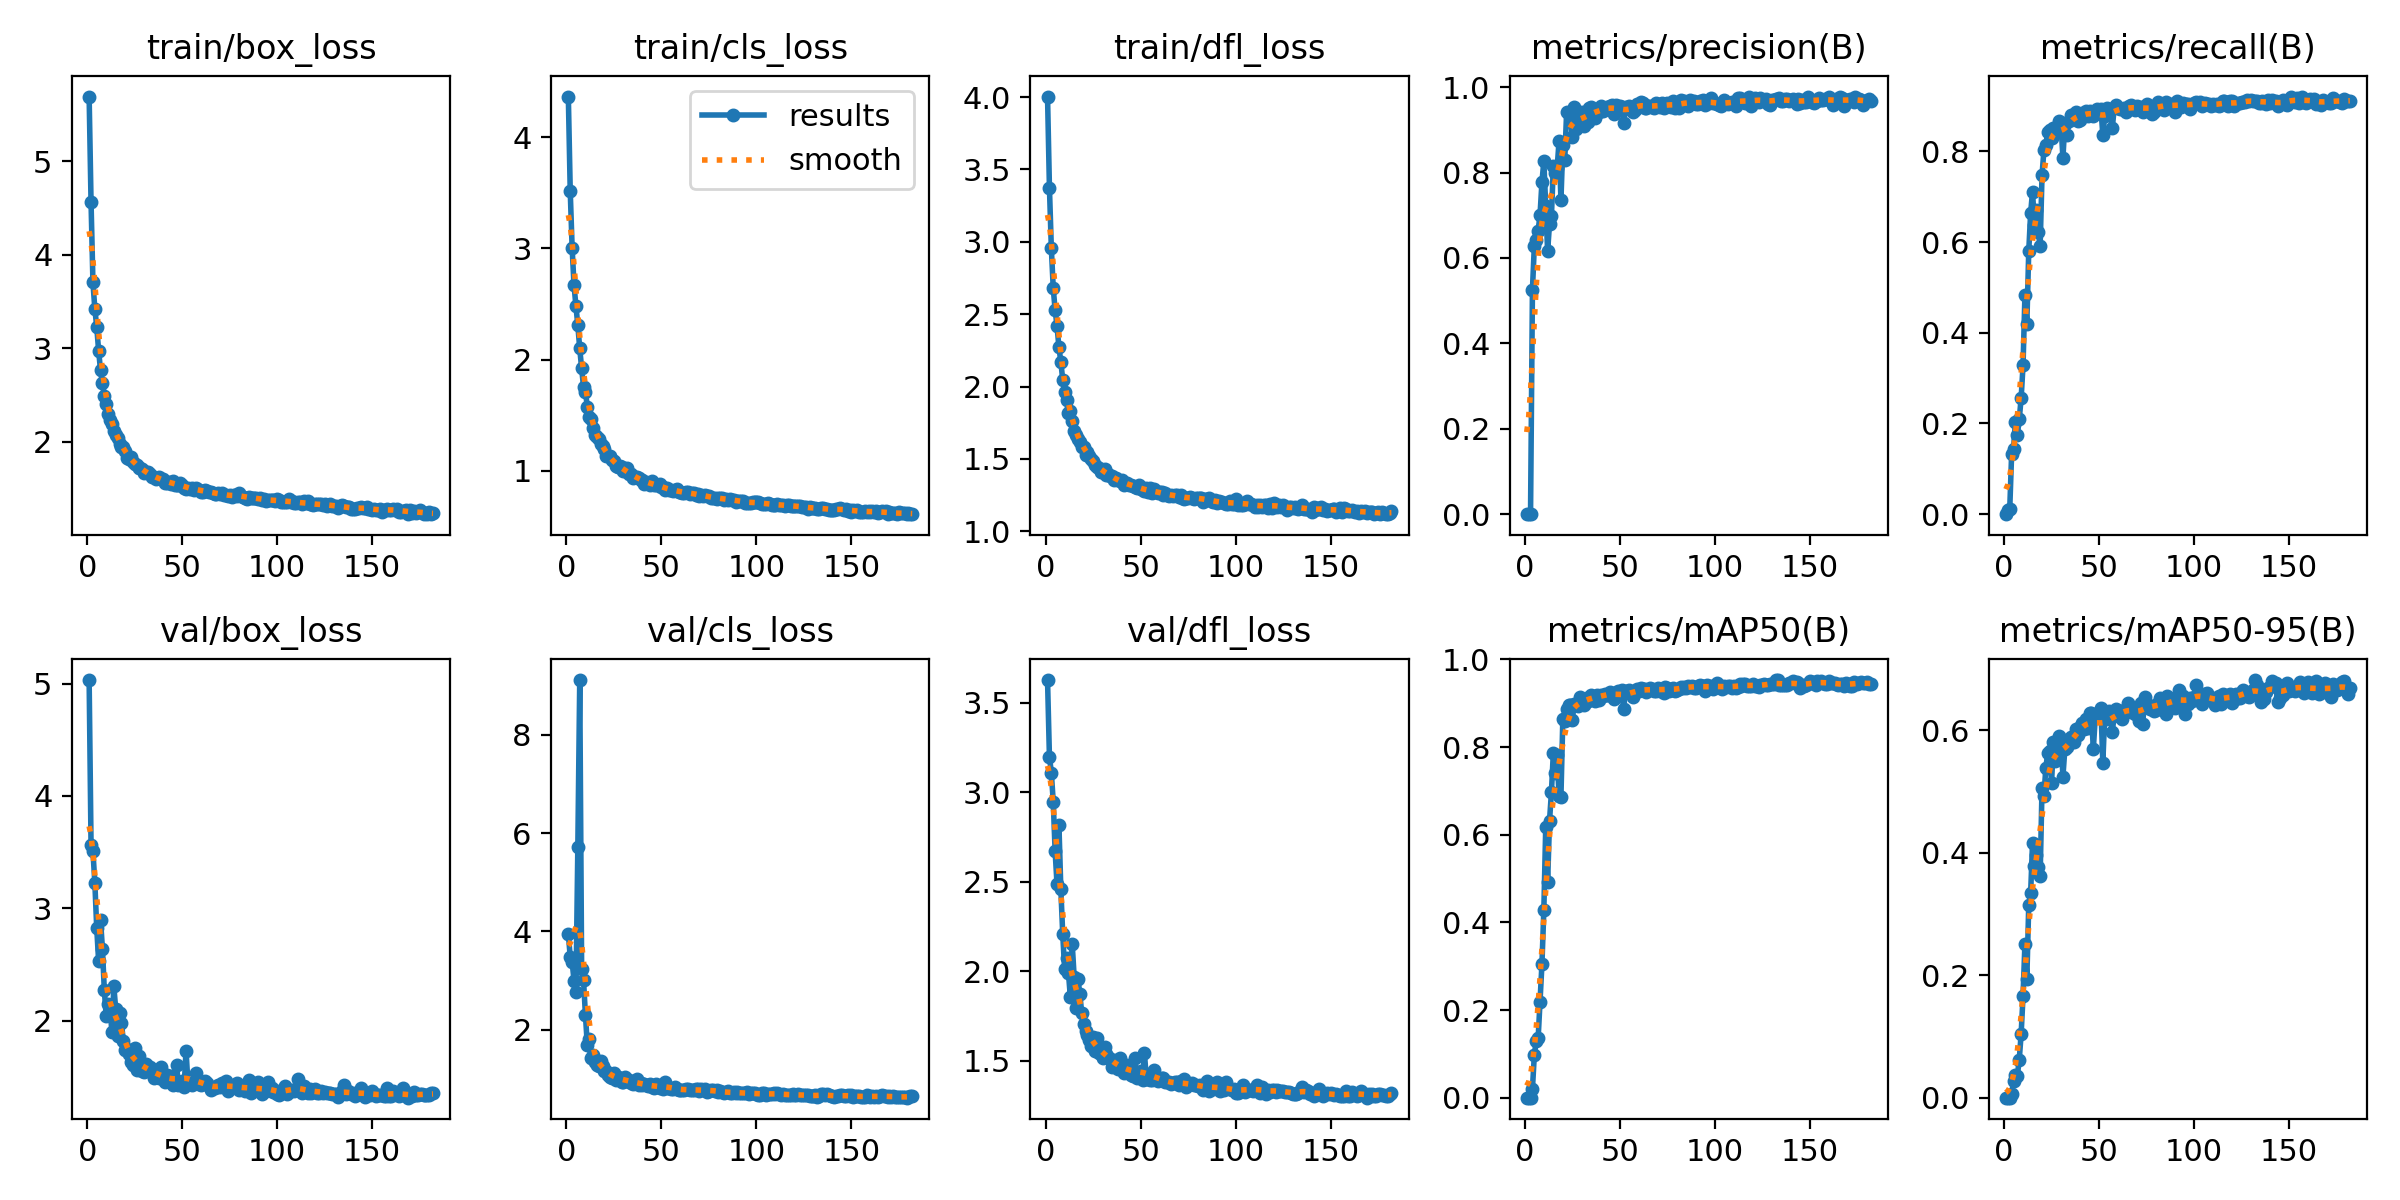 train/box_loss
train/cls_loss
train/dfl_loss
metrics/precision(B)
metrics/recall(B)
5
4
3
2
0 50 100 150
results
smooth
4
3
2
1
0 50 100 150
4.0
3.5
3.0
2.5
2.0
1.5
1.0
0 50 100 150
1.0
0.8
0.6
0.4
0.2
0.0
0 50 100 150
0.8
0.6
0.4
0.2
0.0
0 50 100 150
val/box_loss
val/cls_loss
val/dfl_loss
metrics/mAP50(B)
metrics/mAP50-95(B)
5
4
3
2
0 50 100 150
8
6
4
2
0 50 100 150
3.5
3.0
2.5
2.0
1.5
0 50 100 150
1.0
0.8
0.6
0.4
0.2
0.0
0 50 100 150
0.6
0.4
0.2
0.0
0 50 100 150